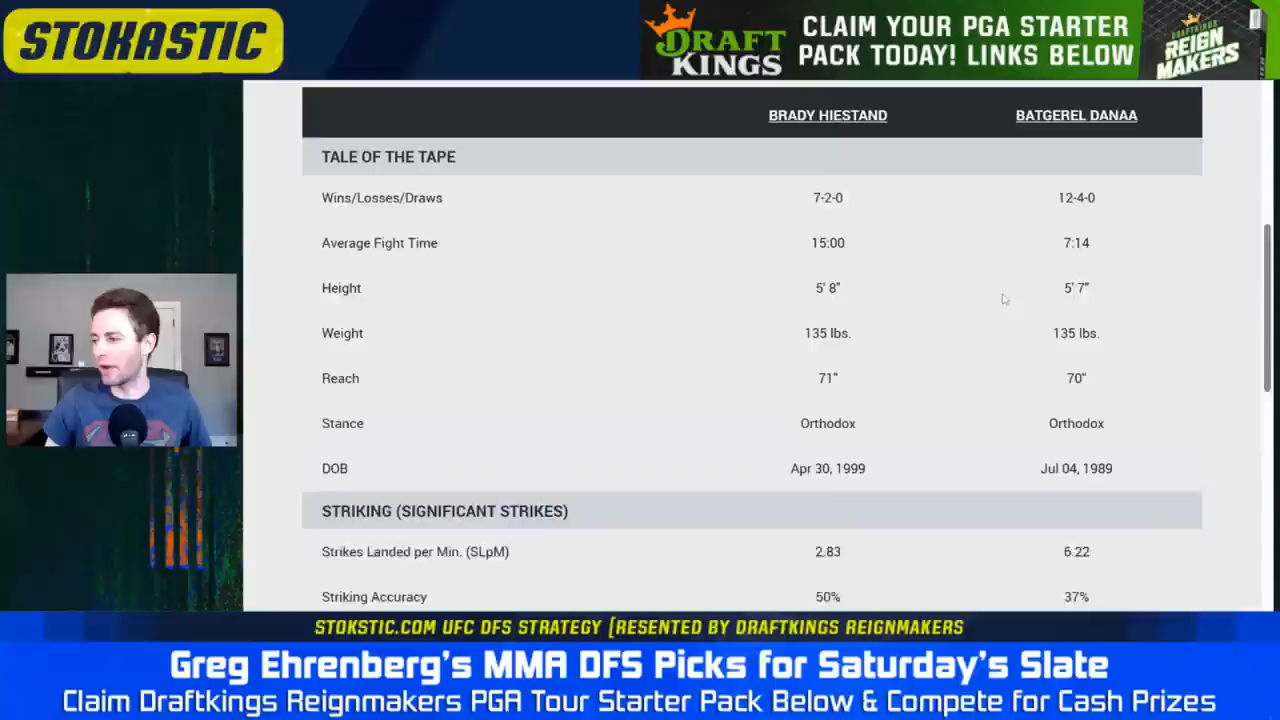 STOKASTIC
DRAFT KINGS
CLAIM YOUR PGA STARTER
PACK TODAY! LINKS BELOW
DRAFTKINGS
REIGN
MAKERS
BRADY HIESTAND BATGEREL DANAA
TALE OF THE TAPE
Wins/Losses/Draws 7-2-0 12-4-0
Average Fight Time 15:00 7:14
Height 5' 8" 5' 7"
Weight 135 lbs. 135 lbs.
Reach 71" 70"
Stance Orthodox Orthodox
DOB Apr 30, 1999 Jul 04, 1989
STRIKING (SIGNIFICANT STRIKES)
Strikes Landed per Min. (SLpM) 2.83 6.22
Striking Accuracy 50% 37%
STOKSTIC.COM UFC DFS STRATEGY [RESENTED BY DRAFTKINGS REIGNMAKERS
Greg Ehrenberg's MMA DFS Picks for Saturday's Slate
Claim Draftkings Reignmakers PGA Tour Starter Pack Below & Compete for Cash Prizes